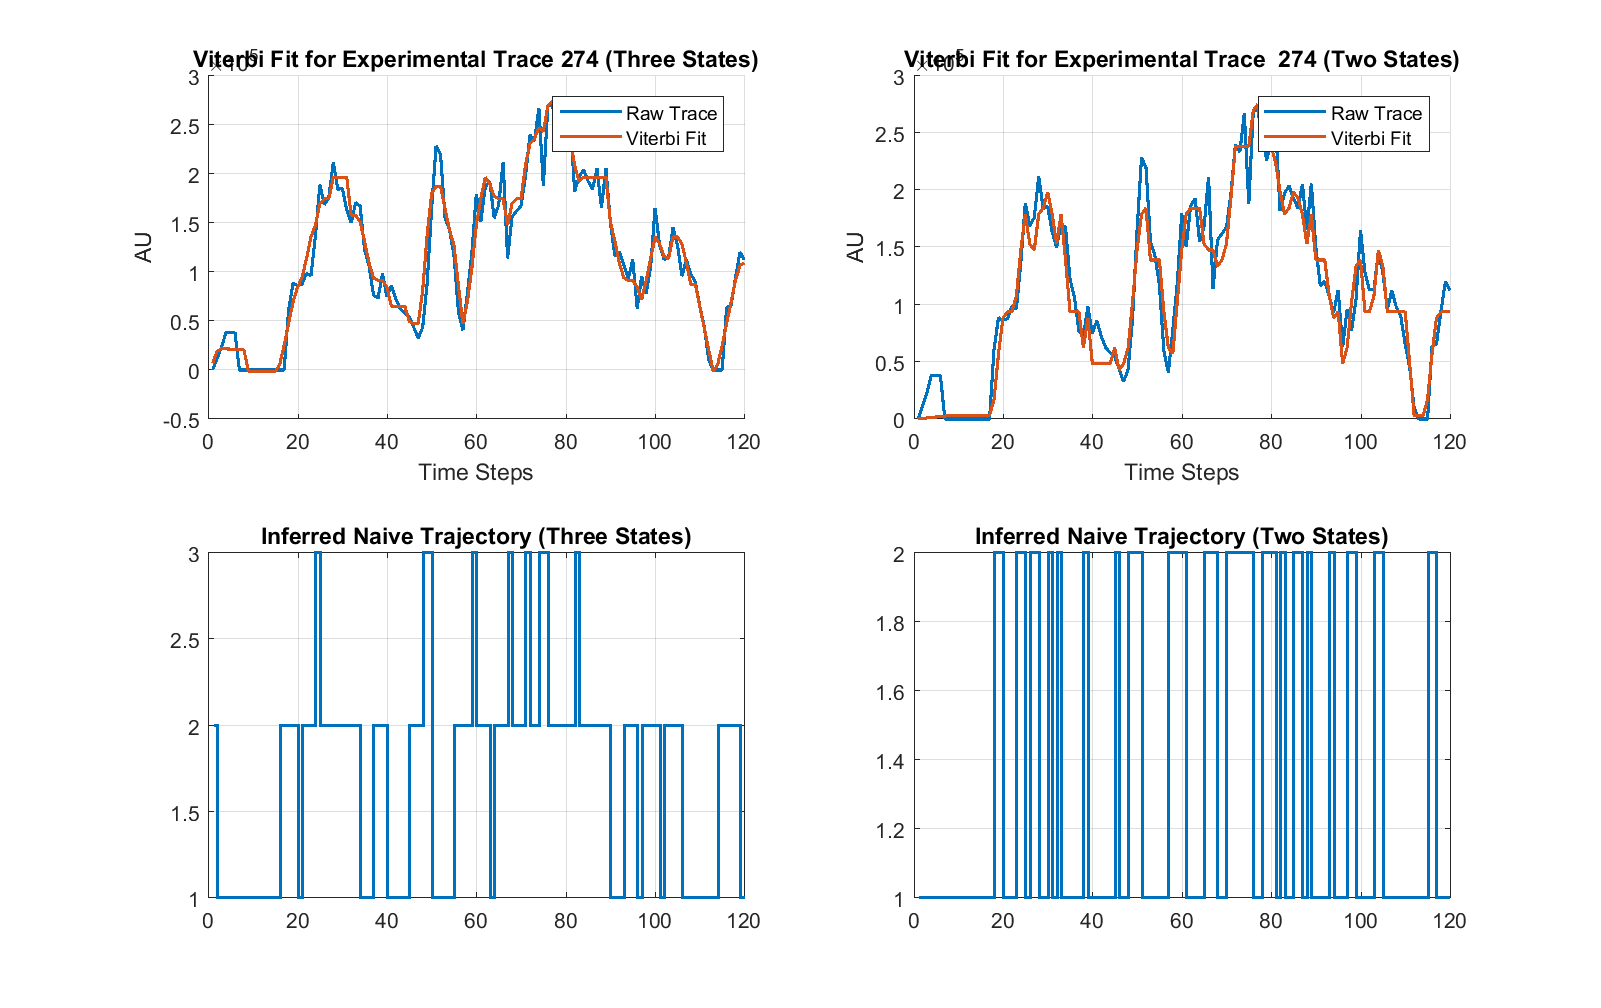 Viterbi Fit for Experimental Trace 274 (Three States)
×10^5
3
2.5
2
1.5
1
0.5
0
-0.5
AU
0 20 40 60 80 100 120
Time Steps
Raw Trace
Viterbi Fit
Viterbi Fit for Experimental Trace 274 (Two States)
×10^5
3
2.5
2
1.5
1
0.5
0
AU
0 20 40 60 80 100 120
Time Steps
Raw Trace
Viterbi Fit
Inferred Naive Trajectory (Three States)
3
2.5
2
1.5
1
0 20 40 60 80 100 120
Inferred Naive Trajectory (Two States)
2
1.8
1.6
1.4
1.2
1
0 20 40 60 80 100 120